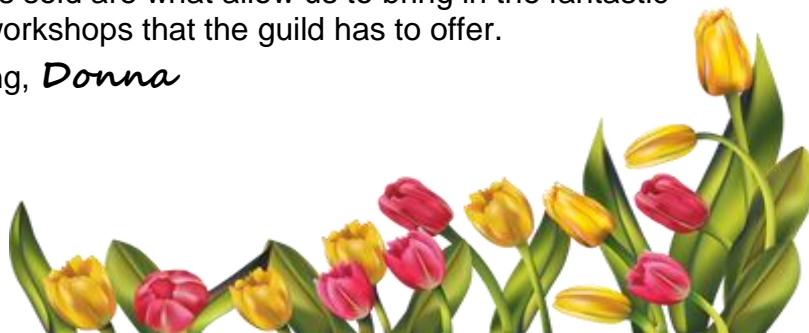 sold are what allow us to bring in the fantastic
workshops that the guild has to offer.
ng, Donna